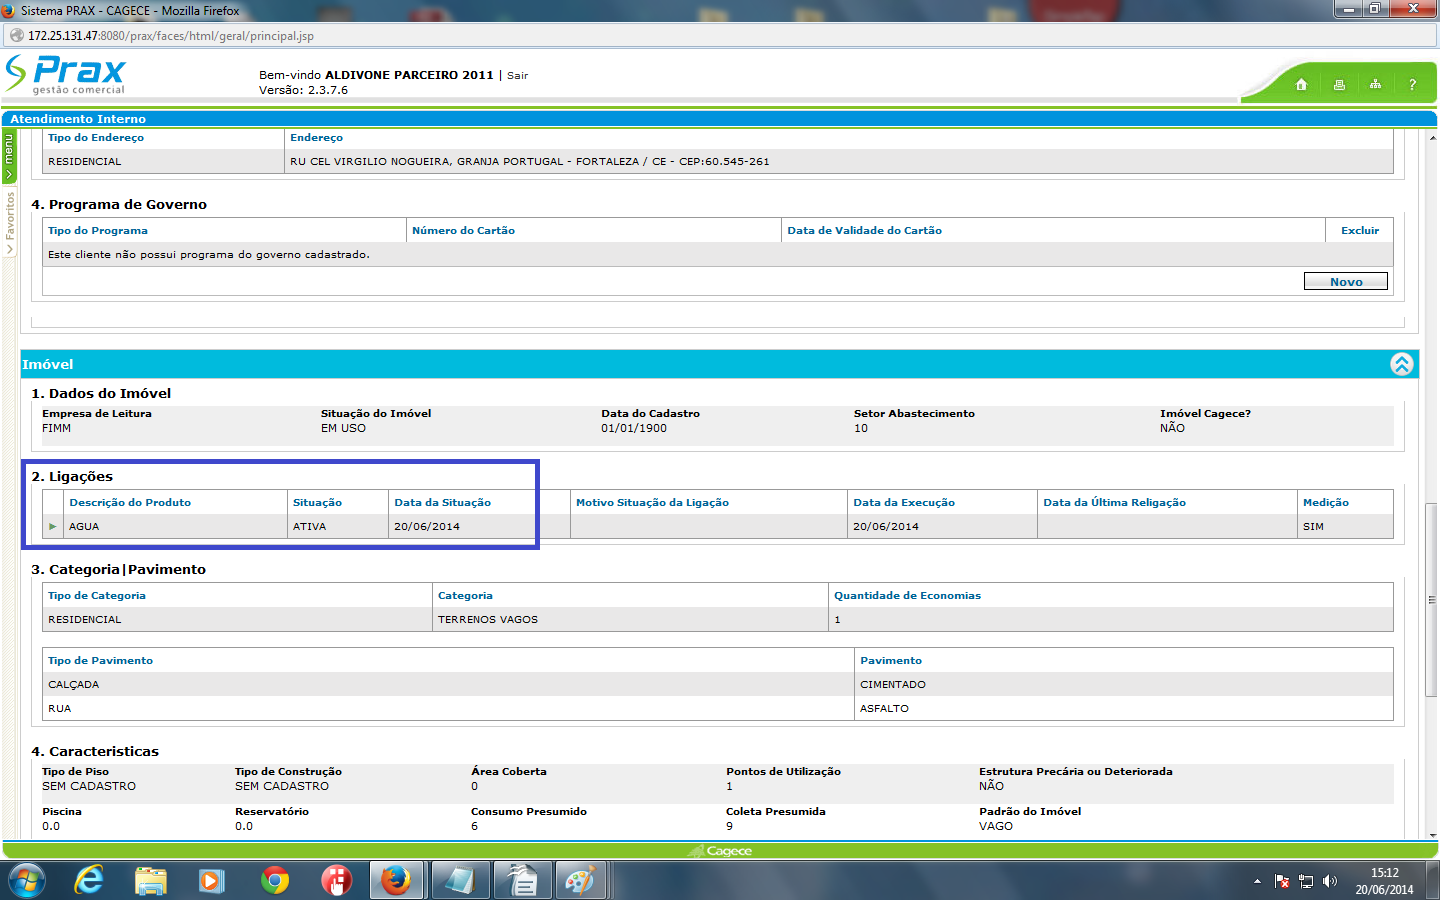 Sistema PRAX - CAGECE - Mozilla Firefox
172.25.131.47:8080/prax/faces/html/geral/principal.jsp
Prax
gestão comercial
Bem-vindo ALDIVONE PARCEIRO 2011 | Sair
Versão: 2.3.7.6
?
Atendimento Interno
menu
Favoritos
Tipo do Endereço Endereço
RESIDENCIAL RU CEL VIRGILIO NOGUEIRA, GRANJA PORTUGAL - FORTALEZA / CE - CEP:60.545-261
4. Programa de Governo
Tipo do Programa Número do Cartão Data de Validade do Cartão Excluir
Este cliente não possui programa do governo cadastrado.
Novo
Imóvel
1. Dados do Imóvel
Empresa de Leitura Situação do Imóvel Data do Cadastro Setor Abastecimento Imóvel Cagece?
FIMM EM USO 01/01/1900 10 NÃO
2. Ligações
Descrição do Produto Situação Data da Situação Motivo Situação da Ligação Data da Execução Data da Última Religação Medição
AGUA ATIVA 20/06/2014 20/06/2014 SIM
3. Categoria|Pavimento
Tipo de Categoria Categoria Quantidade de Economias
RESIDENCIAL TERRENOS VAGOS 1
Tipo de Pavimento Pavimento
CALÇADA CIMENTADO
RUA ASFALTO
4. Caracteristicas
Tipo de Piso Tipo de Construção Área Coberta Pontos de Utilização Estrutura Precária ou Deteriorada
SEM CADASTRO SEM CADASTRO 0 1 NÃO
Piscina Reservatório Consumo Presumido Coleta Presumida Padrão do Imóvel
0.0 0.0 6 9 VAGO
Cagece
15:12
20/06/2014